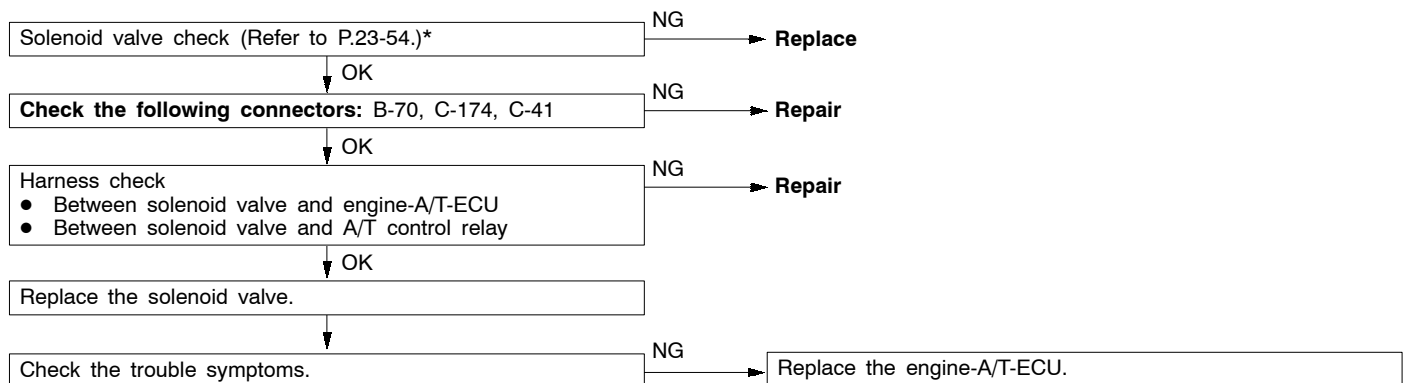 Solenoid valve check (Refer to P.23-54.)*
NG
Replace
OK
Check the following connectors: B-70, C-174, C-41
NG
Repair
OK
Harness check
● Between solenoid valve and engine-A/T-ECU
● Between solenoid valve and A/T control relay
NG
Repair
OK
Replace the solenoid valve.
Check the trouble symptoms.
NG
Replace the engine-A/T-ECU.